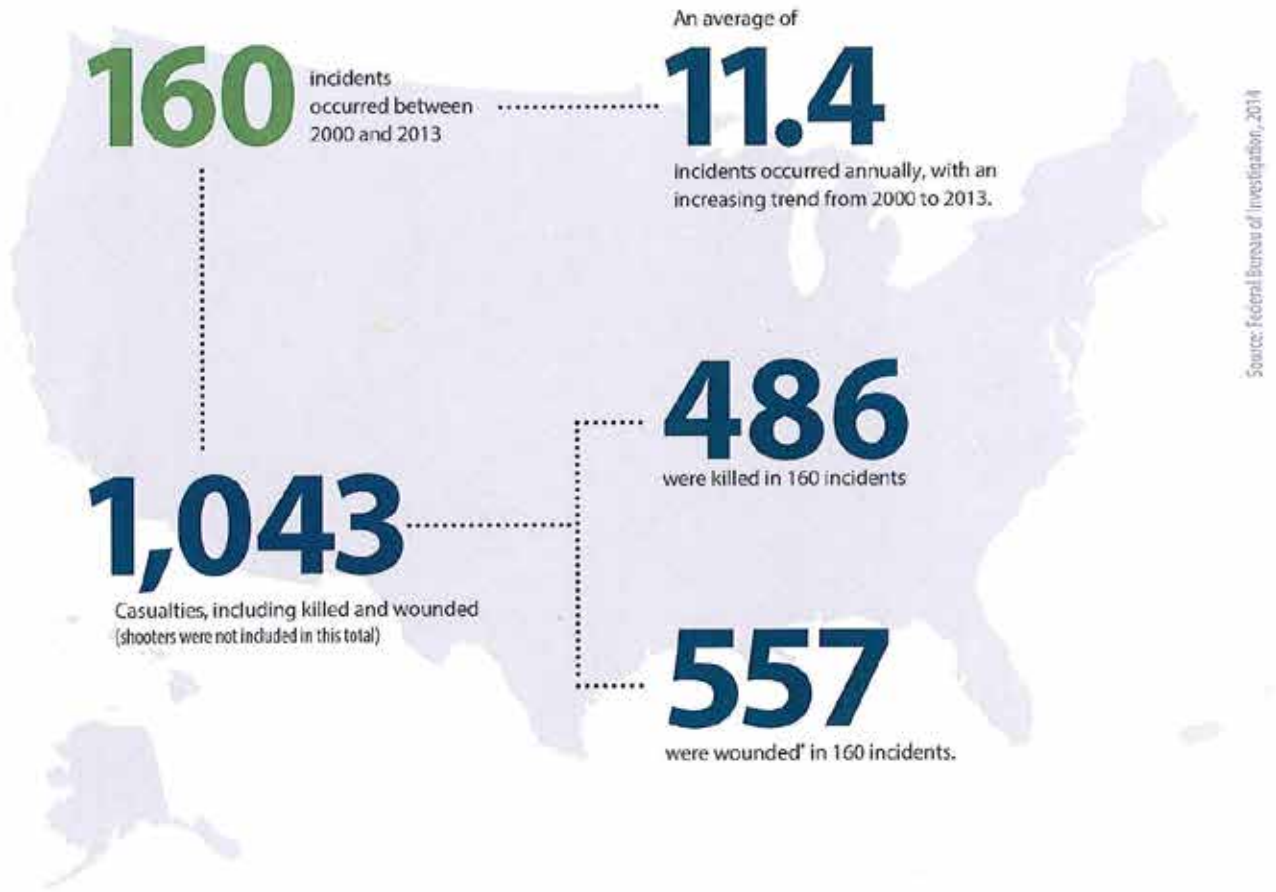 160
incidents
occurred between
2000 and 2013
An average of
11.4
incidents occurred annually, with an
increasing trend from 2000 to 2013.
1,043
Casualties, including killed and wounded
(shooters were not included in this total)
486
were killed in 160 incidents
557
were wounded* in 160 incidents.
Source: Federal Bureau of Investigation, 2014